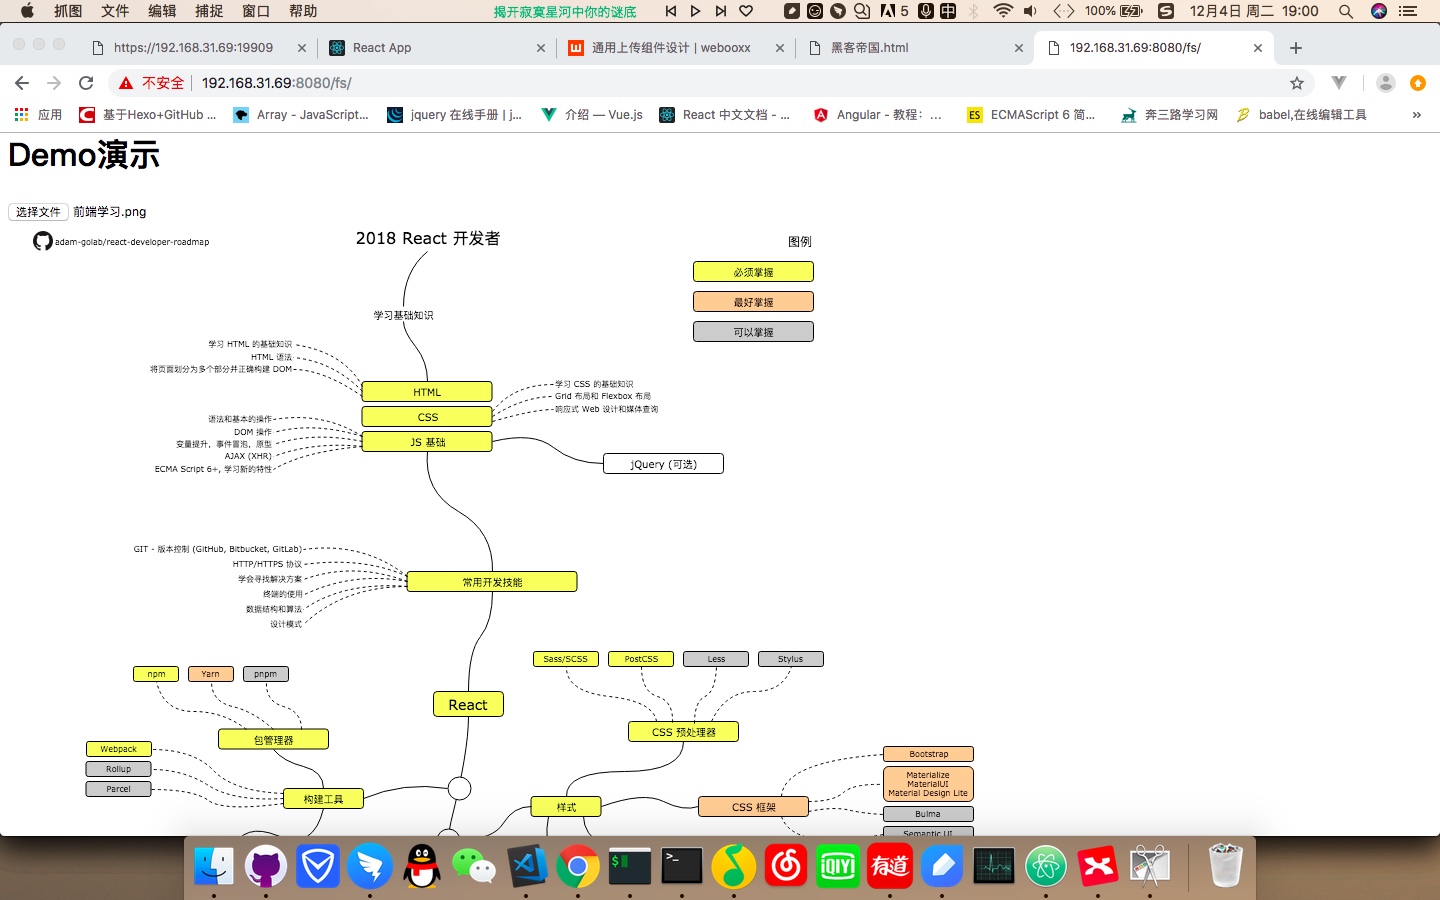 抓图 文件 编辑 捕捉 窗口 帮助 揭开寂寞星河中你的谜底 5 100% 12月4日 周二 19:00
https://192.168.31.69:19909 React App 通用上传组件设计 | webooxx 黑客帝国.html 192.168.31.69:8080/fs/
不安全 192.168.31.69:8080/fs/
应用 基于Hexo+GitHub ... Array - JavaScript... jquery 在线手册 | j... 介绍 — Vue.js React 中文文档 - ... Angular - 教程: ... ECMAScript 6 简... 奔三路学习网 babel,在线编辑工具 »
Demo演示
选择文件 前端学习.png
adam-golab/react-developer-roadmap
2018 React 开发者
图例
必须掌握
最好掌握
可以掌握
学习基础知识
学习 HTML 的基础知识
HTML 语法
将页面划分为多个部分并正确构建 DOM
HTML
学习 CSS 的基础知识
Grid 布局和 Flexbox 布局
响应式 Web 设计和媒体查询
CSS
语法和基本的操作
DOM 操作
变量提升，事件冒泡，原型
AJAX (XHR)
ECMA Script 6+, 学习新的特性
JS 基础
jQuery (可选)
GIT - 版本控制 (GitHub, Bitbucket, GitLab)
HTTP/HTTPS 协议
学会寻找解决方案
终端的使用
数据结构和算法
设计模式
常用开发技能
Sass/SCSS PostCSS Less Stylus
npm Yarn pnpm
React
CSS 预处理器
包管理器
Webpack
Rollup
Parcel
构建工具
样式
CSS 框架
Bootstrap
Materialize
MaterialUI
Material Design Lite
Bulma
Semantic UI
iQIYI
有道